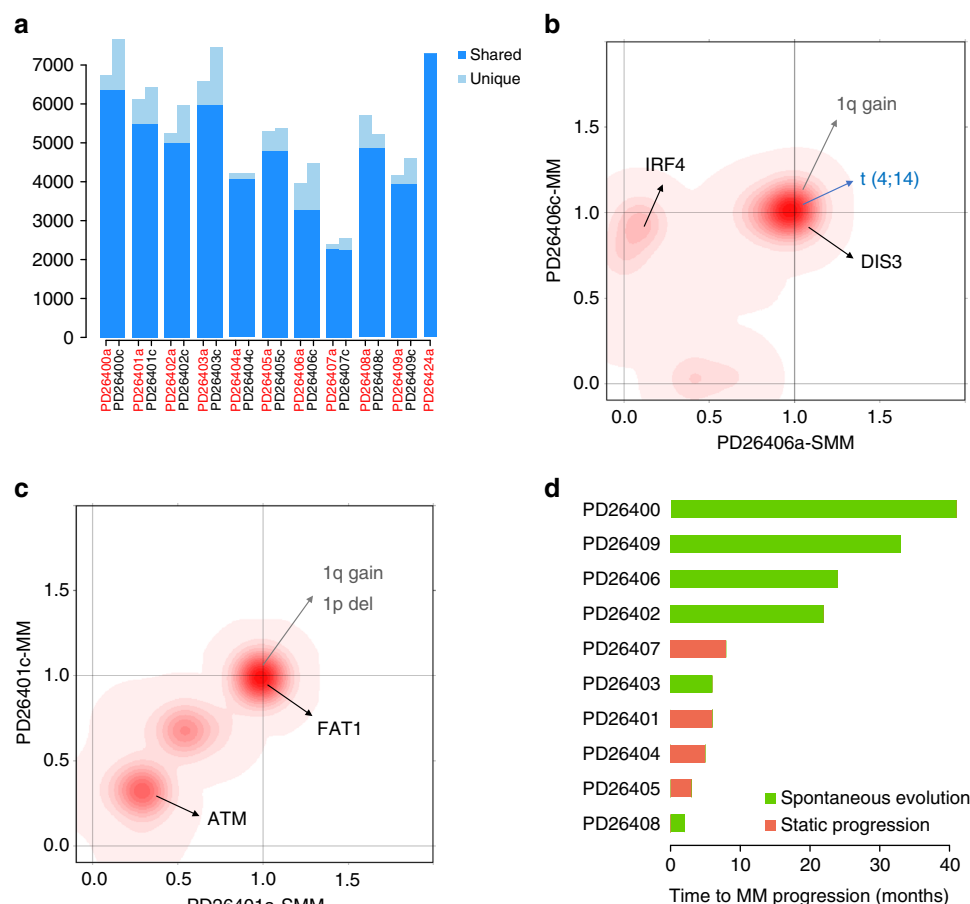 a
7000
6000
5000
4000
3000
2000
1000
0
Shared
Unique
PD26400a
PD26400c
PD26401a
PD26401c
PD26402a
PD26402c
PD26403a
PD26403c
PD26404a
PD26404c
PD26405a
PD26405c
PD26406a
PD26406c
PD26407a
PD26407c
PD26408a
PD26408c
PD26409a
PD26409c
PD26424a
b
PD26406c-MM
1.5
1.0
0.5
0.0
1q gain
IRF4
t (4;14)
DIS3
0.0 0.5 1.0 1.5
PD26406a-SMM
c
PD26401c-MM
1.5
1.0
0.5
0.0
1q gain
1p del
FAT1
ATM
0.0 0.5 1.0 1.5
PD26401a-SMM
d
PD26400
PD26409
PD26406
PD26402
PD26407
PD26403
PD26401
PD26404
PD26405
PD26408
Spontaneous evolution
Static progression
0 10 20 30 40
Time to MM progression (months)